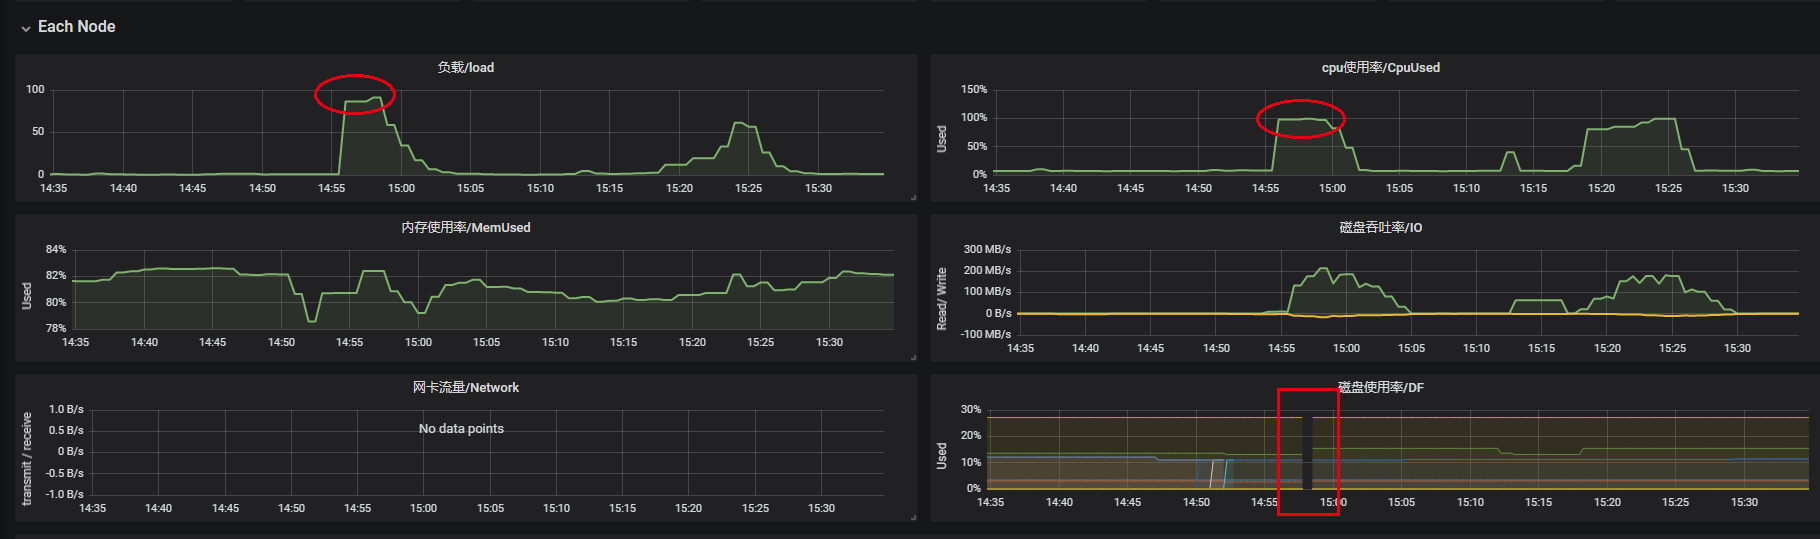 Each Node
负载/load
100
50
0
14:35 14:40 14:45 14:50 14:55 15:00 15:05 15:10 15:15 15:20 15:25 15:30
cpu使用率/CpuUsed
Used
150%
100%
50%
0%
14:35 14:40 14:45 14:50 14:55 15:00 15:05 15:10 15:15 15:20 15:25 15:30
内存使用率/MemUsed
Used
84%
82%
80%
78%
14:35 14:40 14:45 14:50 14:55 15:00 15:05 15:10 15:15 15:20 15:25 15:30
磁盘吞吐率/IO
Read/ Write
300 MB/s
200 MB/s
100 MB/s
0 B/s
-100 MB/s
14:35 14:40 14:45 14:50 14:55 15:00 15:05 15:10 15:15 15:20 15:25 15:30
网卡流量/Network
transmit / receive
1.0 B/s
0.5 B/s
0 B/s
-0.5 B/s
-1.0 B/s
No data points
14:35 14:40 14:45 14:50 14:55 15:00 15:05 15:10 15:15 15:20 15:25 15:30
磁盘使用率/DF
Used
30%
20%
10%
0%
14:35 14:40 14:45 14:50 14:55 15:00 15:05 15:10 15:15 15:20 15:25 15:30